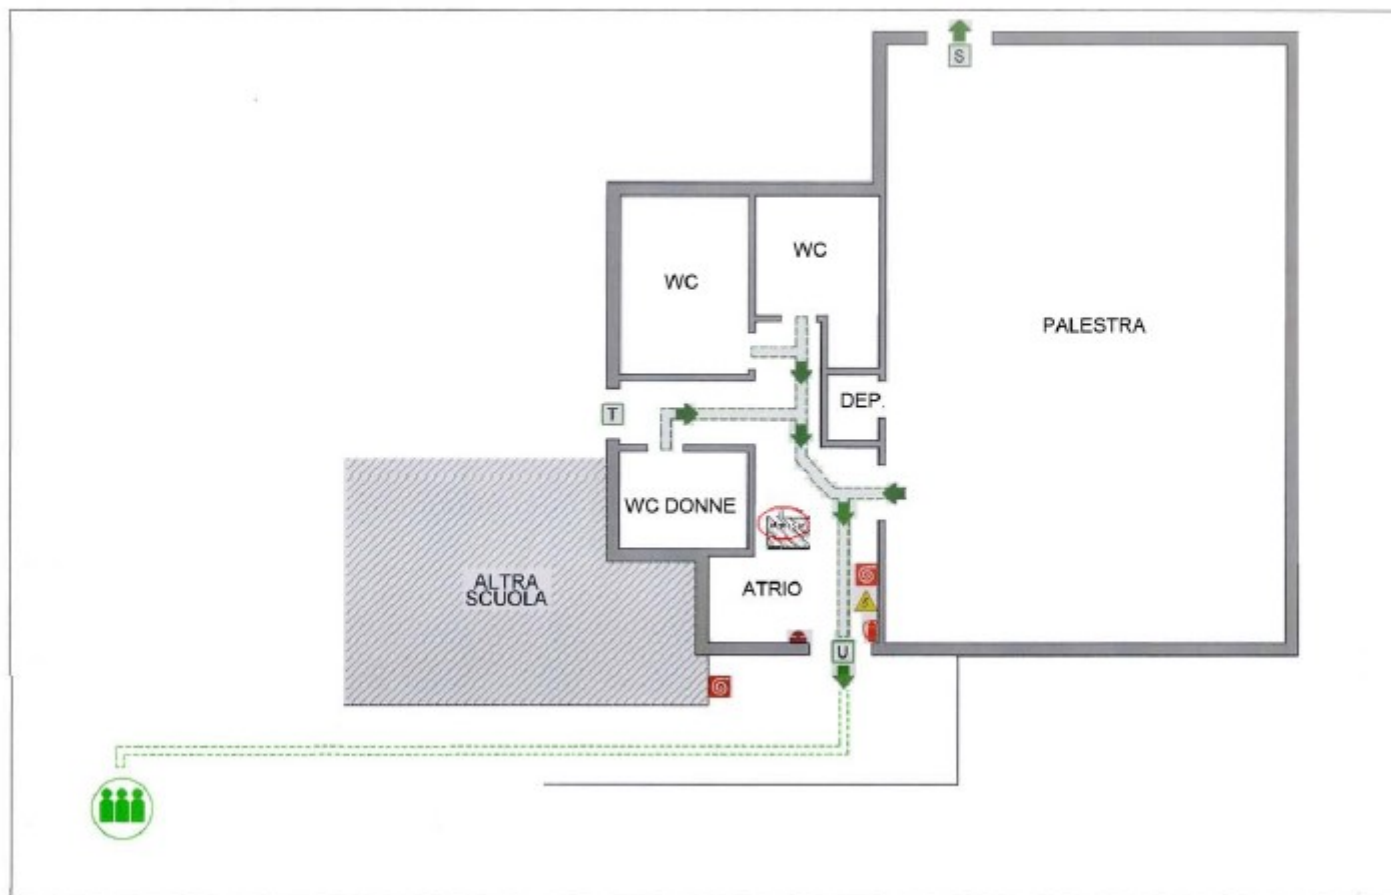 S
WC
WC
PALESTRA
DEP.
T
WC DONNE
ALTRA
SCUOLA
ATRIO
U